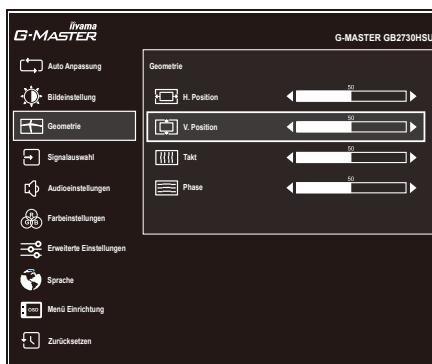 iiyama
G-MASTER
G-MASTER GB2730HSU
Auto Anpassung
Bildeinstellung
Geometrie
Signalauswahl
Audioeinstellungen
R
G B
Farbeinstellungen
Erweiterte Einstellungen
Sprache
OSD
Menü Einrichtung
Zurücksetzen
Geometrie
H. Position
50
V. Position
50
Takt
50
Phase
50